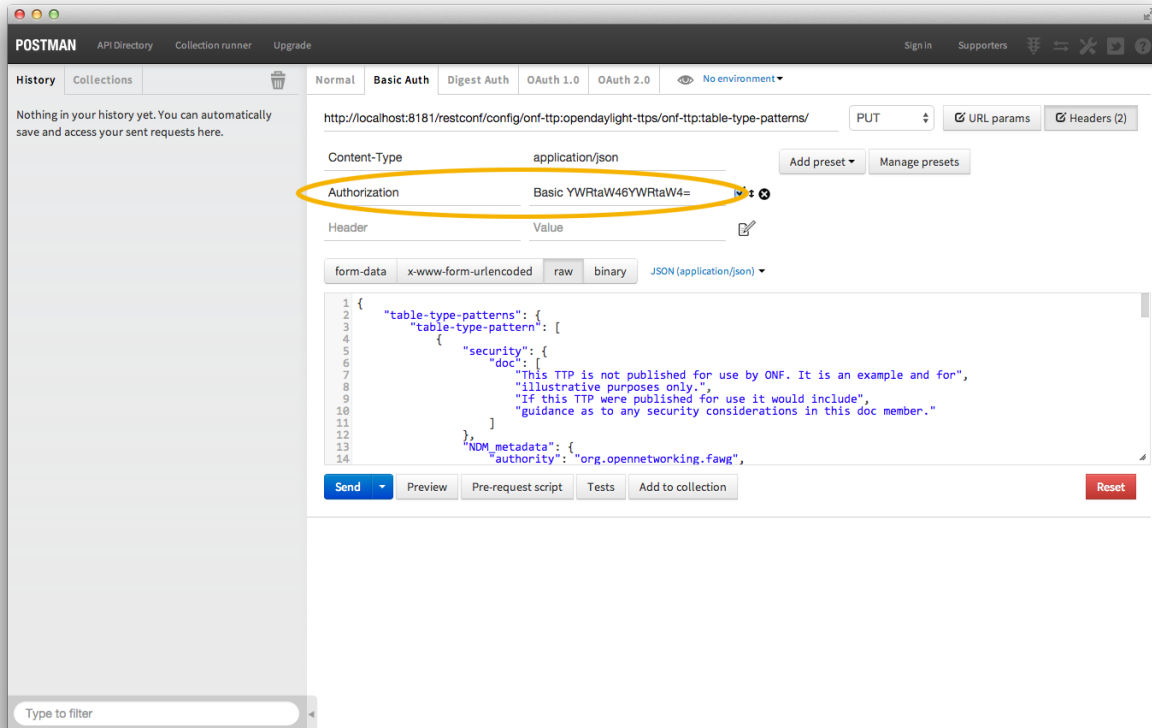 POSTMAN API Directory Collection runner Upgrade Sign in Supporters
History Collections
Normal Basic Auth Digest Auth OAuth 1.0 OAuth 2.0 No environment
Nothing in your history yet. You can automatically
save and access your sent requests here.
http://localhost:8181/restconf/config/onf-ttp:opendaylight-ttps/onf-ttp:table-type-patterns/ PUT URL params Headers (2)
Content-Type application/json Add preset Manage presets
Authorization Basic YWRtaW46YWRtaW4=
Header Value
form-data x-www-form-urlencoded raw binary JSON (application/json)
1 {
2 "table-type-patterns": {
3 "table-type-pattern": [
4 {
5 "security": {
6 "doc": [
7 "This TTP is not published for use by ONF. It is an example and for",
8 "illustrative purposes only.",
9 "If this TTP were published for use it would include",
10 "guidance as to any security considerations in this doc member."
11 ]
12 },
13 "NDM_metadata": {
14 "authority": "org.opennetworking.fawg",
Send Preview Pre-request script Tests Add to collection Reset
Type to filter